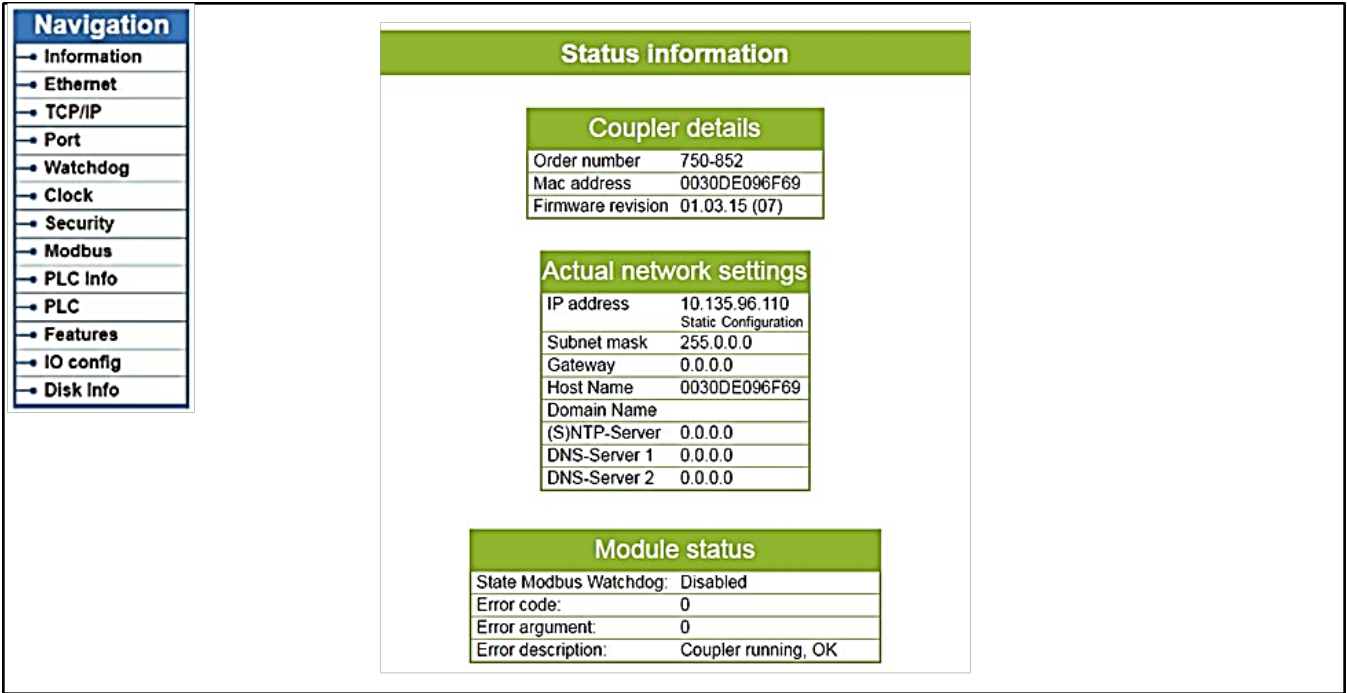 Navigation
Information
Ethernet
TCP/IP
Port
Watchdog
Clock
Security
Modbus
PLC Info
PLC
Features
IO config
Disk Info
Status information
Coupler details
Order number 750-852
Mac address 0030DE096F69
Firmware revision 01.03.15 (07)
Actual network settings
IP address 10.135.96.110
Static Configuration
Subnet mask 255.0.0.0
Gateway 0.0.0.0
Host Name 0030DE096F69
Domain Name
(S)NTP-Server 0.0.0.0
DNS-Server 1 0.0.0.0
DNS-Server 2 0.0.0.0
Module status
State Modbus Watchdog: Disabled
Error code: 0
Error argument: 0
Error description: Coupler running, OK